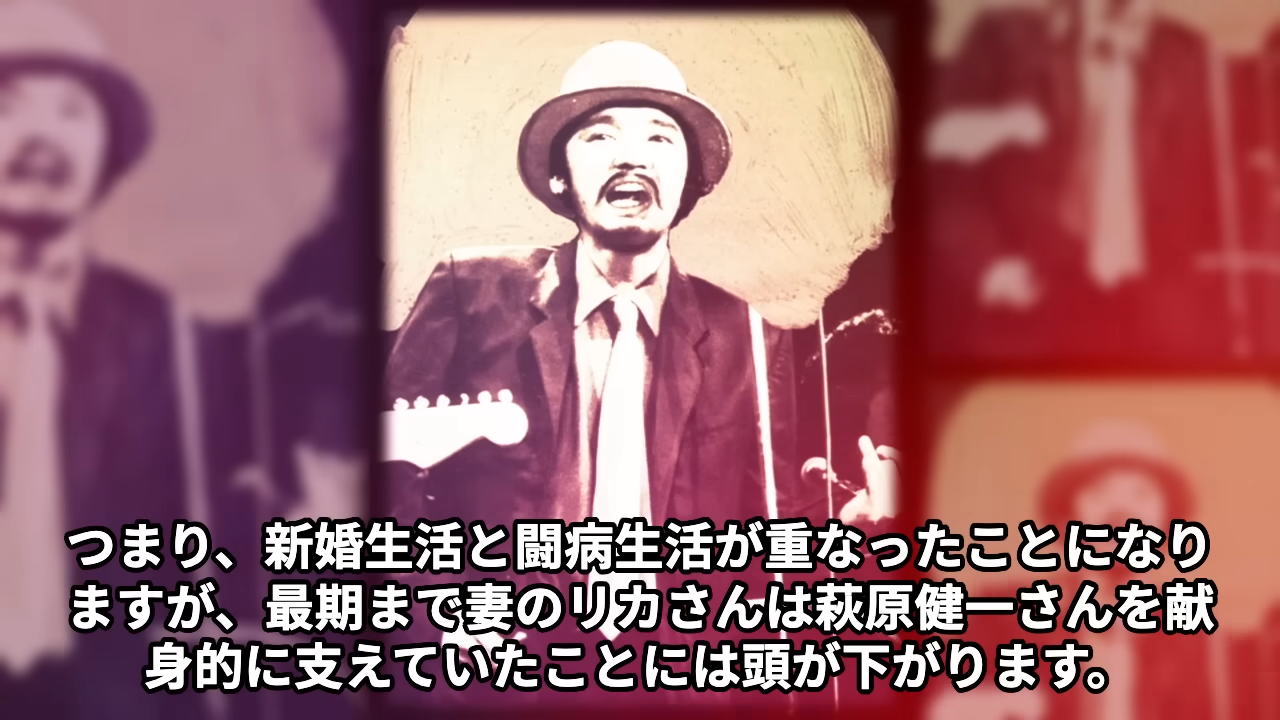 つまり、新婚生活と闘病生活が重なったことになり
ますが、最期まで妻のリカさんは萩原健一さんを献
身的に支えていたことには頭が下がります。